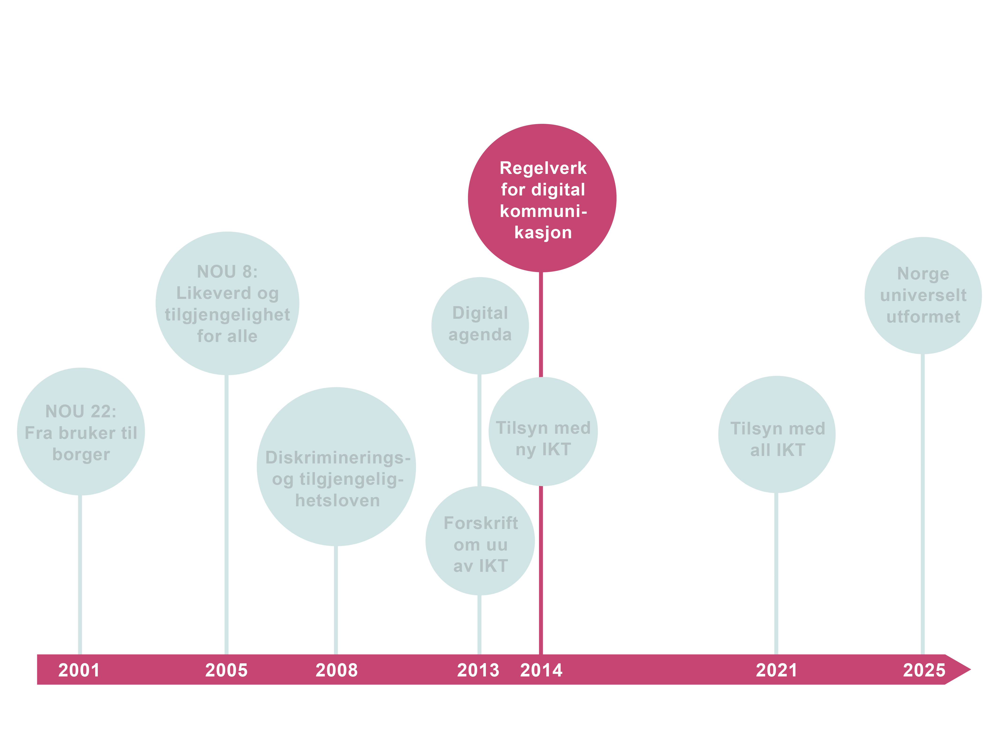 NOU 22:
Fra bruker til
borger
NOU 8:
Likeverd og
tilgjengelighet
for alle
Diskriminerings-
og tilgjengelig-
hetsloven
Digital
agenda
Forskrift
om uu
av IKT
Regelverk
for digital
kommuni-
kasjon
Tilsyn med
ny IKT
Tilsyn med
all IKT
Norge
universelt
utformet
2001 2005 2008 2013 2014 2021 2025